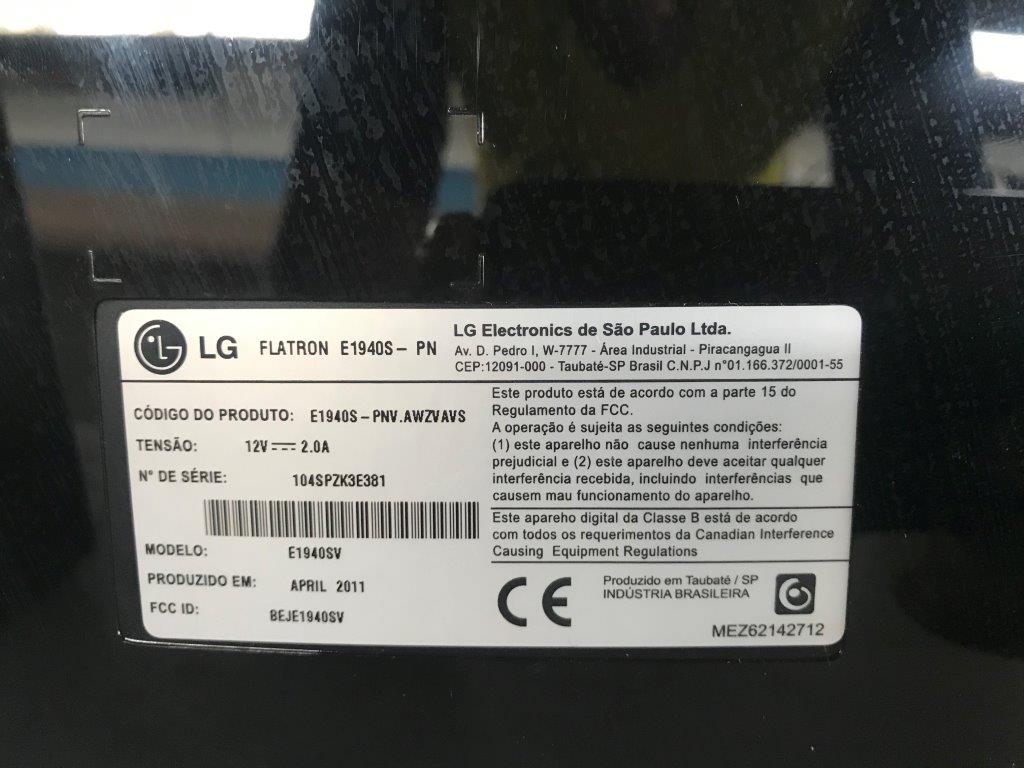 LG FLATRON E1940S - PN
LG Electronics de São Paulo Ltda.
Av. D. Pedro I, W-7777 - Área Industrial - Piracangagua II
CEP:12091-000 - Taubaté-SP Brasil C.N.P.J n°01.166.372/0001-55
CÓDIGO DO PRODUTO: E1940S-PNV.AWZVAVS
TENSÃO: 12V 2.0A
N° DE SÉRIE: 104SPZK3E381
MODELO: E1940SV
PRODUZIDO EM: APRIL 2011
FCC ID: BEJE1940SV
Este produto está de acordo com a parte 15 do
Regulamento da FCC.
A operação é sujeita as seguintes condições:
(1) este aparelho não cause nenhuma interferência
prejudicial e (2) este aparelho deve aceitar qualquer
interferência recebida, incluindo interferências que
causem mau funcionamento do aparelho.
Este apareho digital da Classe B está de acordo
com todos os requerimentos da Canadian Interference
Causing Equipment Regulations
CE
Produzido em Taubaté / SP
INDÚSTRIA BRASILEIRA
MEZ62142712